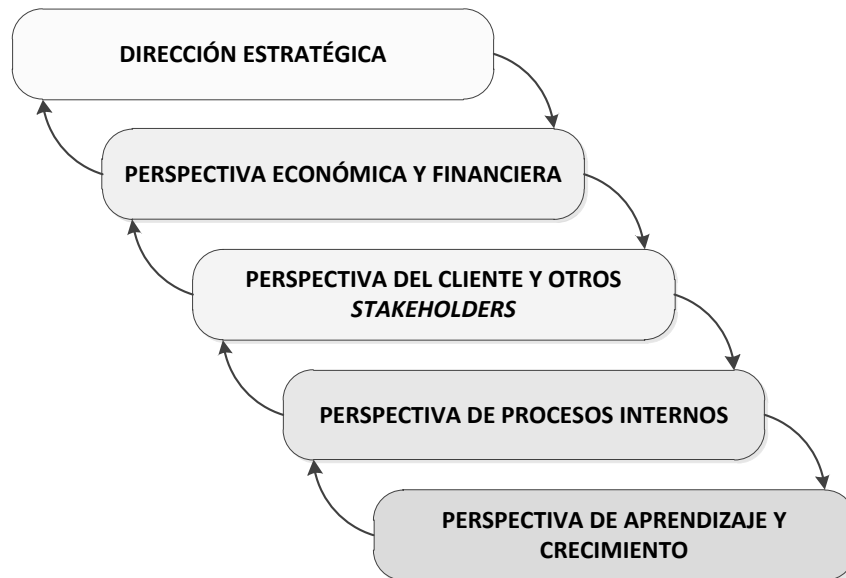 DIRECCIÓN ESTRATÉGICA
PERSPECTIVA ECONÓMICA Y FINANCIERA
PERSPECTIVA DEL CLIENTE Y OTROS
STAKEHOLDERS
PERSPECTIVA DE PROCESOS INTERNOS
PERSPECTIVA DE APRENDIZAJE Y
CRECIMIENTO